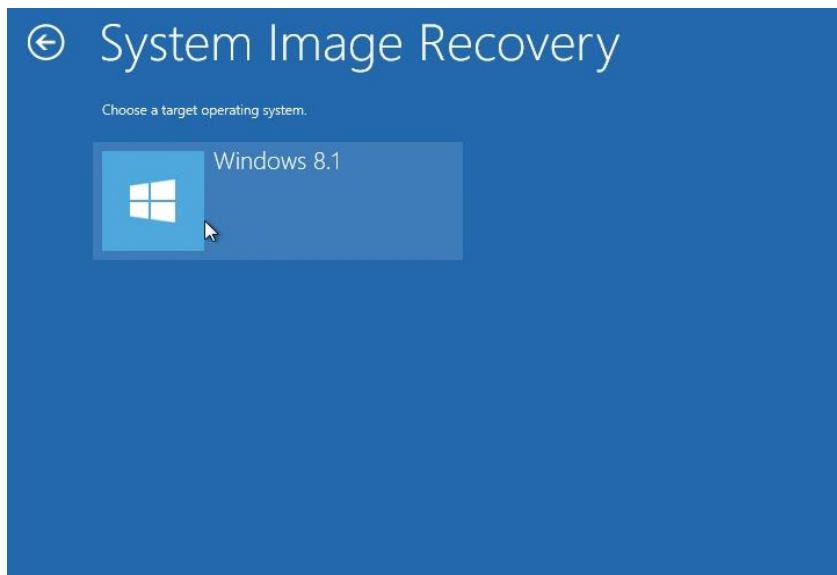 System Image Recovery
Choose a target operating system.
Windows 8.1